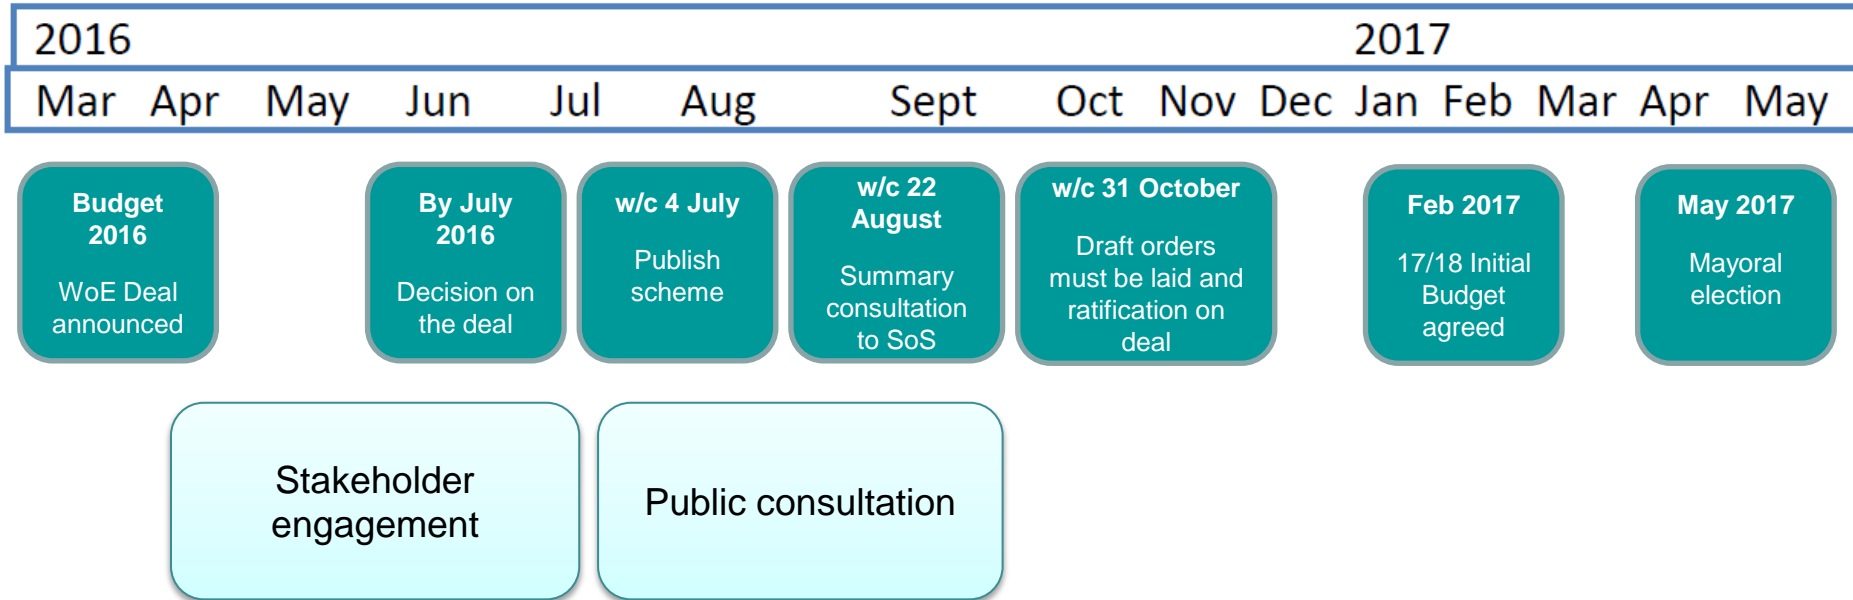 2016 2017
Mar Apr May Jun Jul Aug Sept Oct Nov Dec Jan Feb Mar Apr May
Budget
2016
WoE Deal
announced
By July
2016
Decision on
the deal
w/c 4 July
Publish
scheme
w/c 22
August
Summary
consultation
to SoS
w/c 31 October
Draft orders
must be laid and
ratification on
deal
Feb 2017
17/18 Initial
Budget
agreed
May 2017
Mayoral
election
Stakeholder
engagement
Public consultation